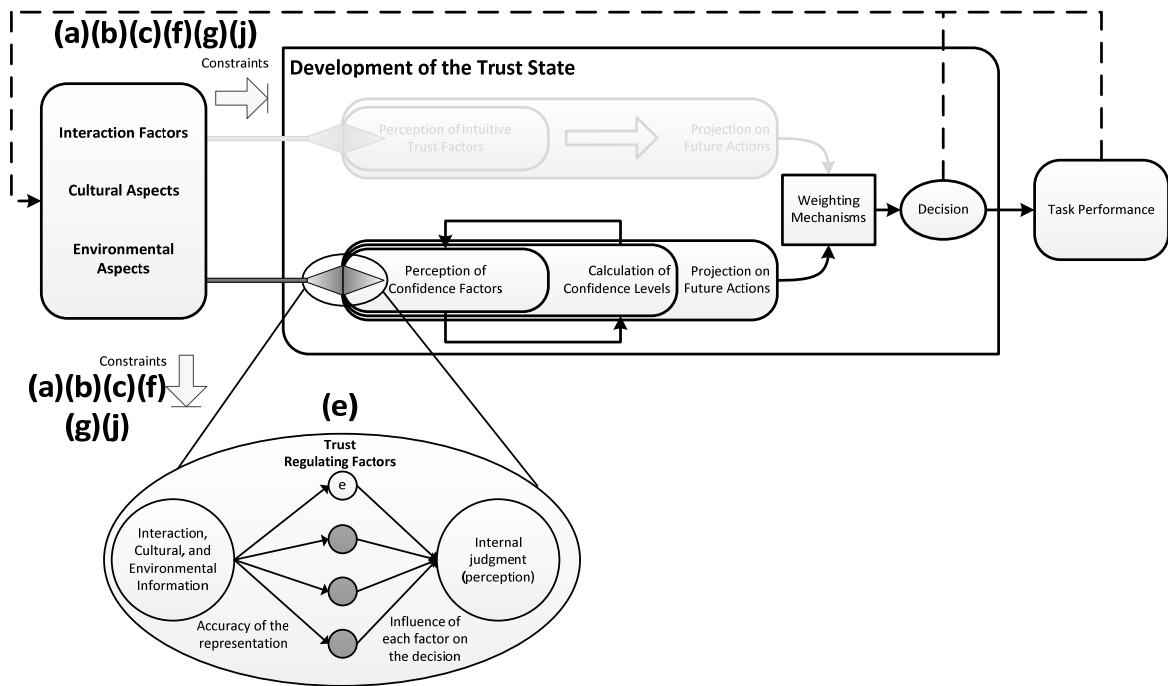 (a)(b)(c)(f)(g)(j)
Constraints
Development of the Trust State
Interaction Factors
Cultural Aspects
Environmental
Aspects
Perception of Intuitive
Trust Factors
Projection on
Future Actions
Weighting
Mechanisms
Decision
Task Performance
Perception of
Confidence Factors
Calculation of
Confidence Levels
Projection on
Future Actions
Constraints
(a)(b)(c)(f)
(g)(j)
(e)
Trust
Regulating Factors
e
Interaction,
Cultural, and
Environmental
Information
Internal
judgment
(perception)
Accuracy of the
representation
Influence of
each factor on
the decision